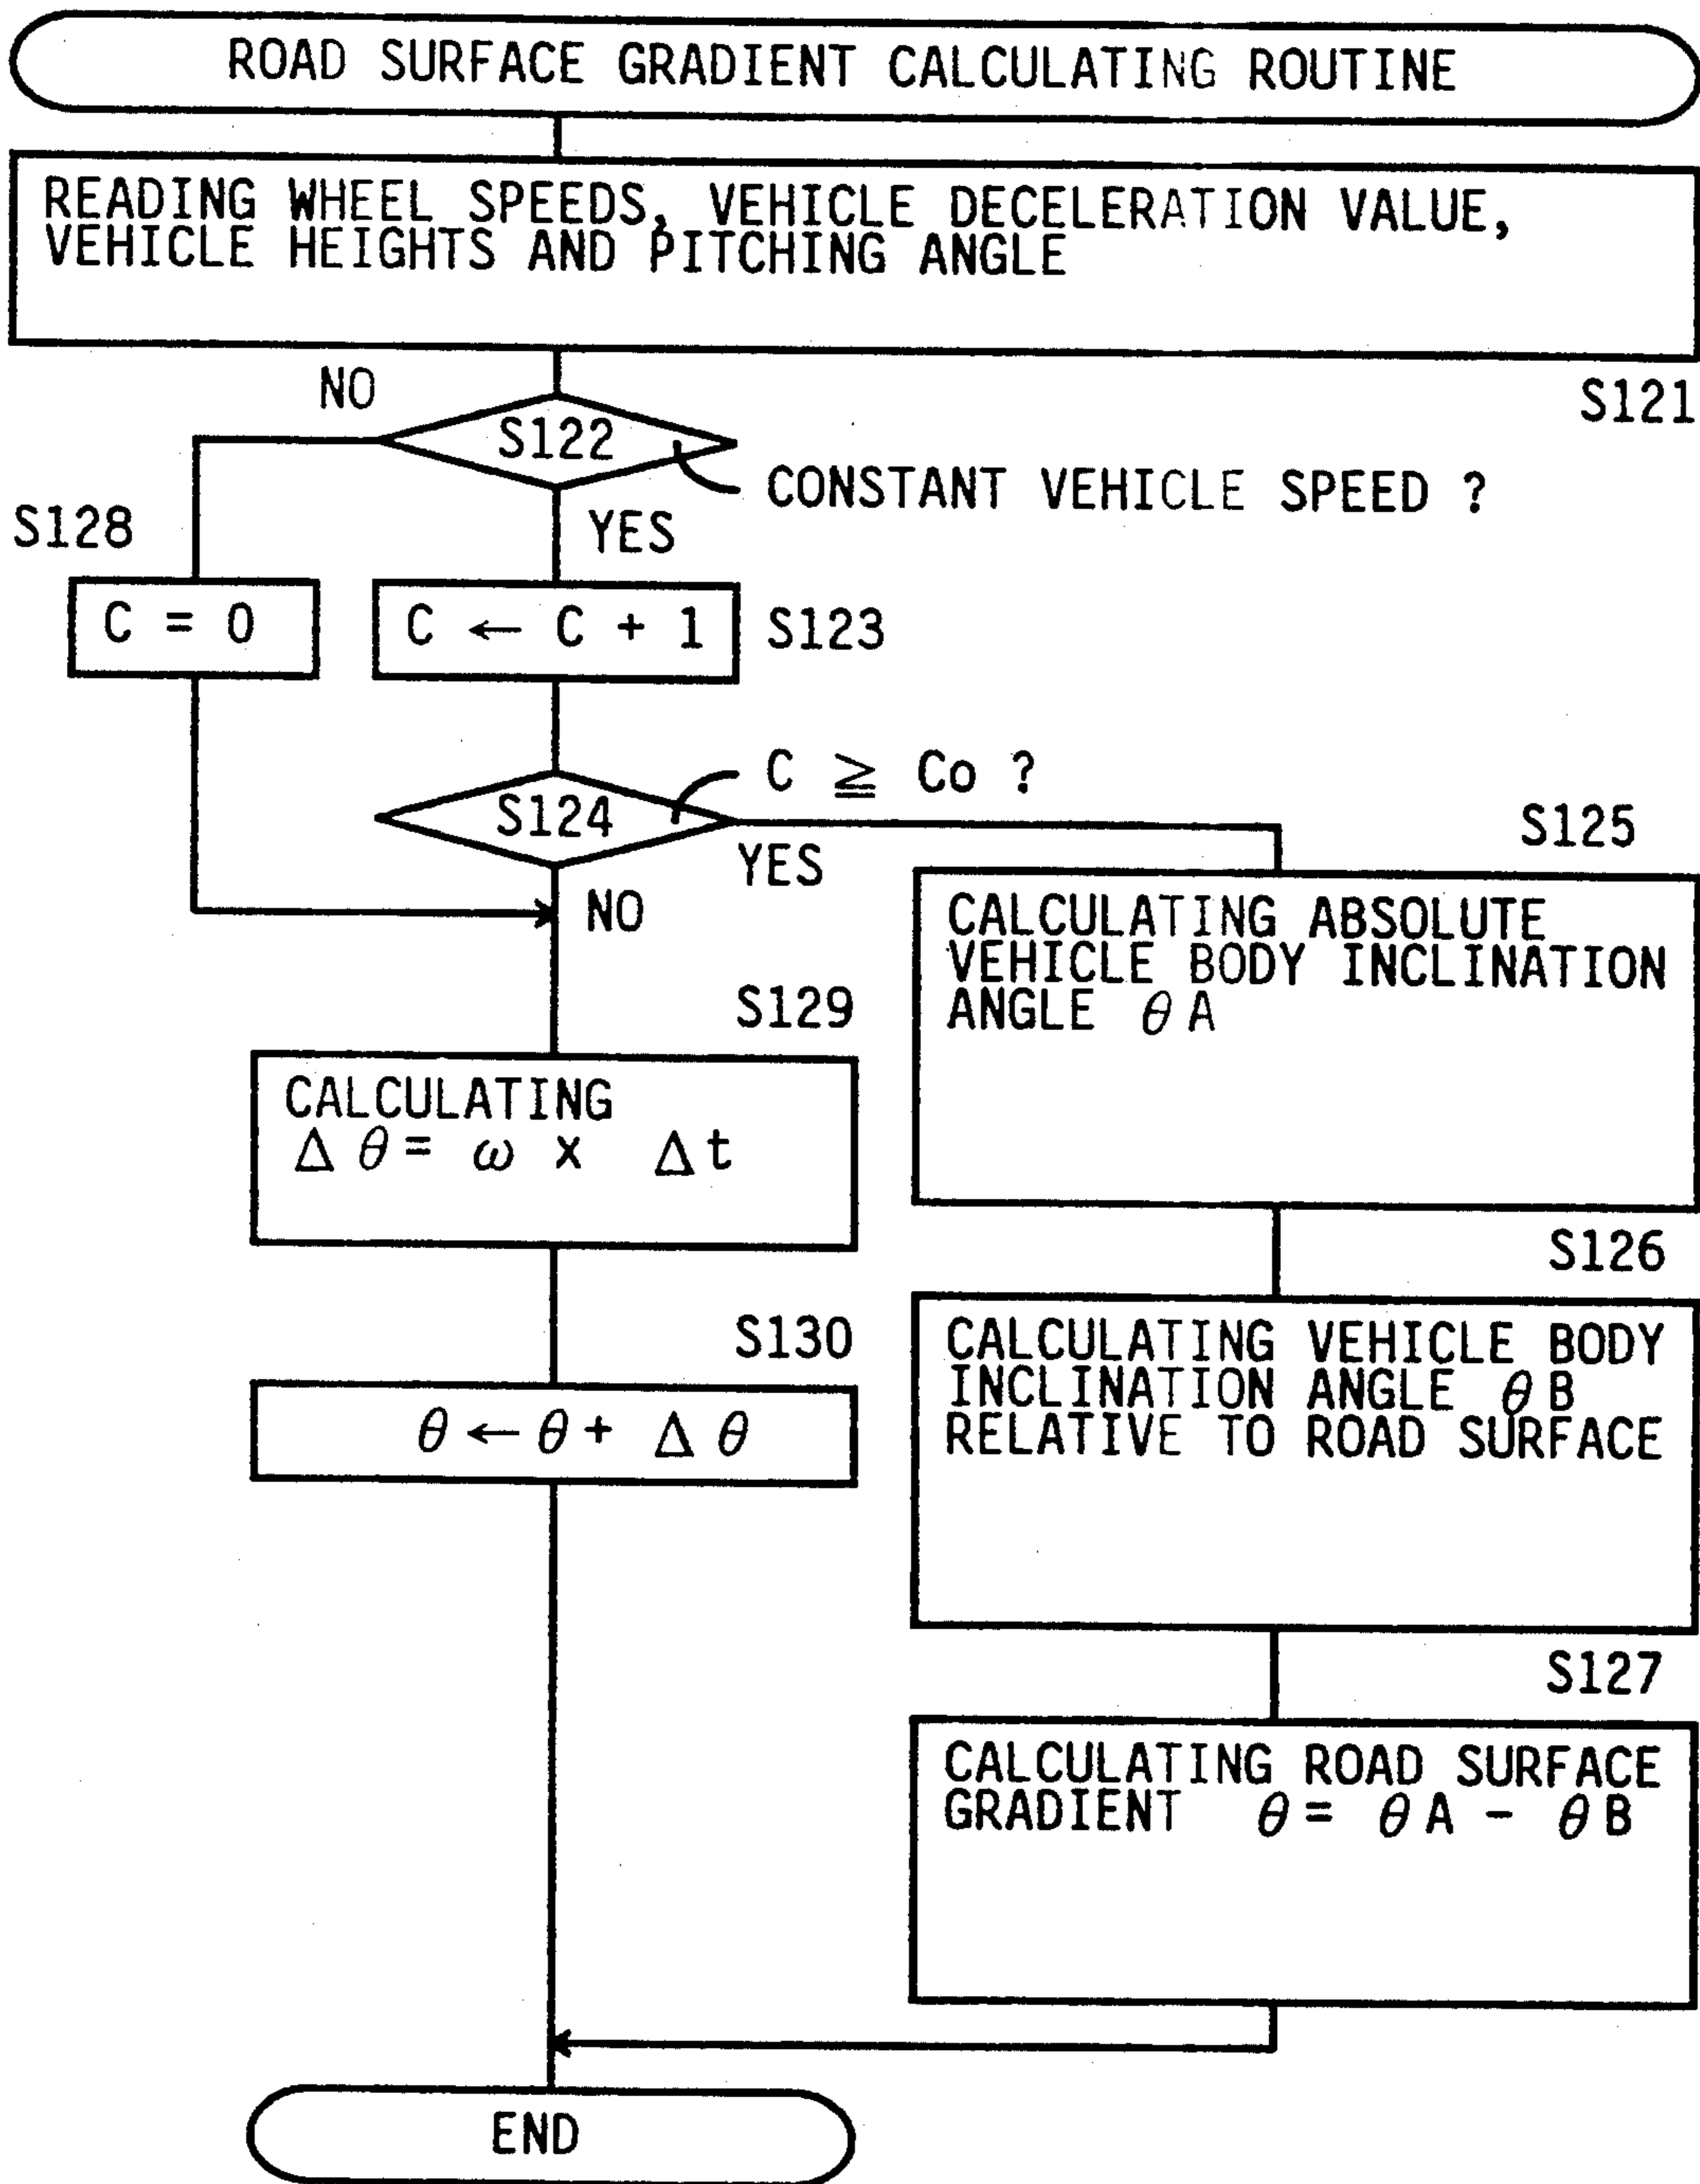 ROAD SURFACE GRADIENT CALCULATING ROUTINE
READING WHEEL SPEEDS, VEHICLE DECELERATION VALUE,
VEHICLE HEIGHTS AND PITCHING ANGLE
S121
NO
S122
CONSTANT VEHICLE SPEED ?
YES
S128
C = 0
C ← C + 1
S123
C ≧ Co ?
S124
YES
NO
S125
CALCULATING ABSOLUTE
VEHICLE BODY INCLINATION
ANGLE θA
S129
CALCULATING
Δθ = ω x Δt
S126
CALCULATING VEHICLE BODY
INCLINATION ANGLE θB
RELATIVE TO ROAD SURFACE
S130
θ ← θ + Δθ
S127
CALCULATING ROAD SURFACE
GRADIENT θ = θA - θB
END